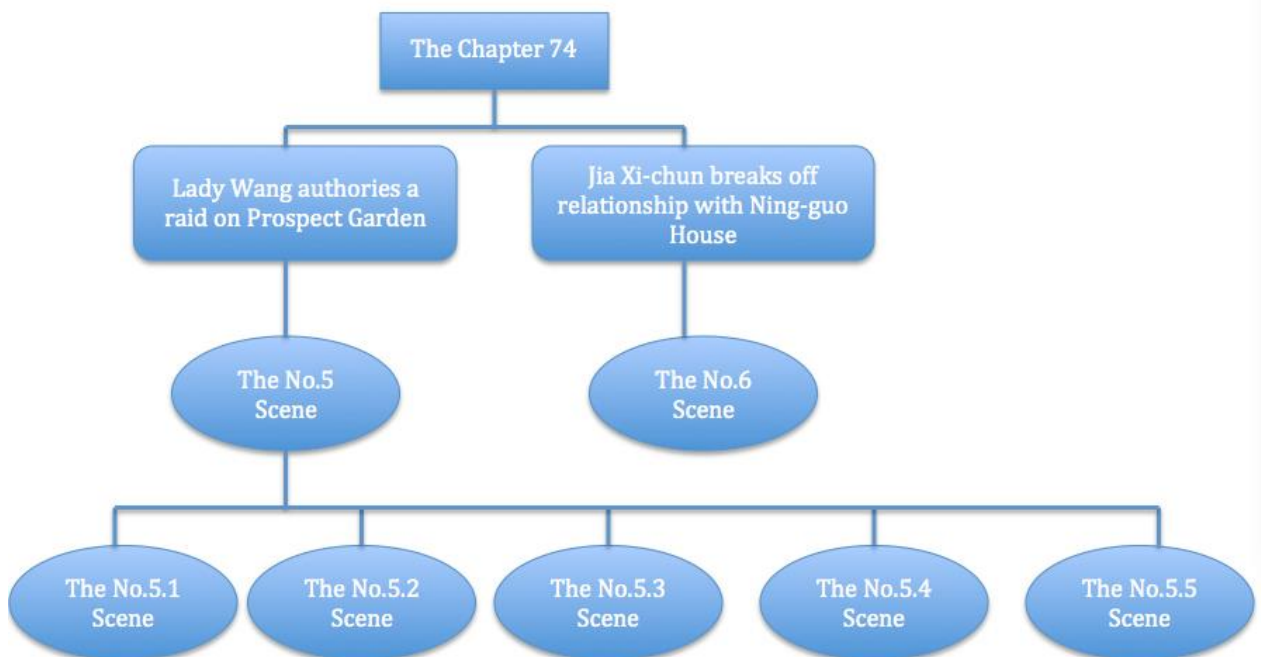 The Chapter 74
Lady Wang authories a
raid on Prospect Garden
Jia Xi-chun breaks off
relationship with Ning-guo
House
The No.5
Scene
The No.6
Scene
The No.5.1
Scene
The No.5.2
Scene
The No.5.3
Scene
The No.5.4
Scene
The No.5.5
Scene